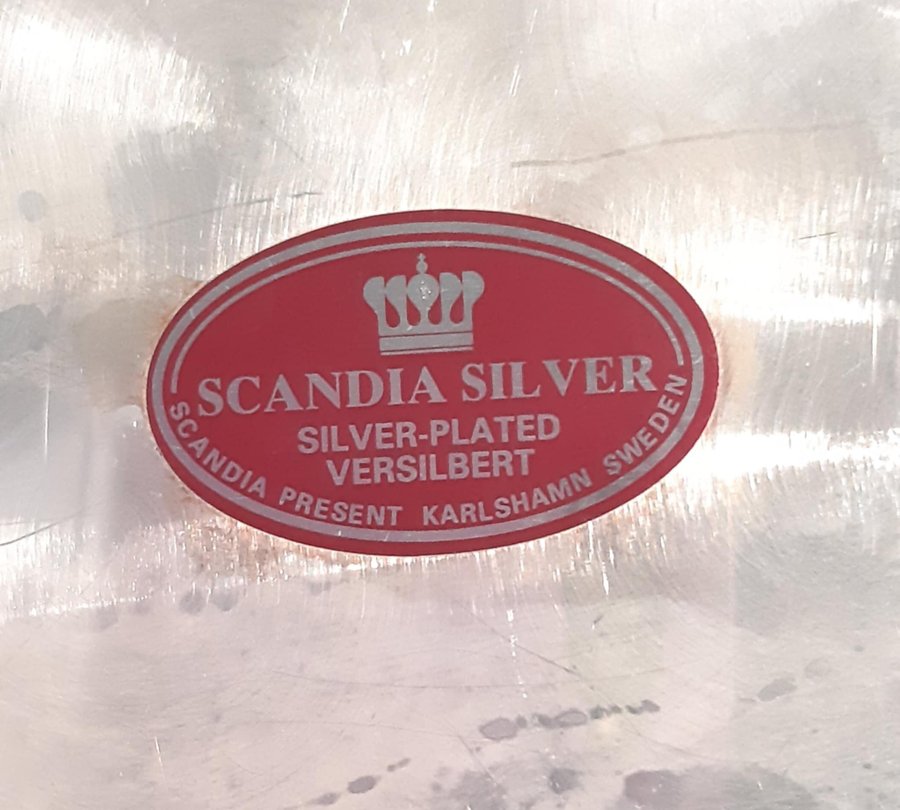 SCANDIA SILVER
SILVER-PLATED
VERSILBERT
SCANDIA PRESENT KARLSHAMN SWEDEN